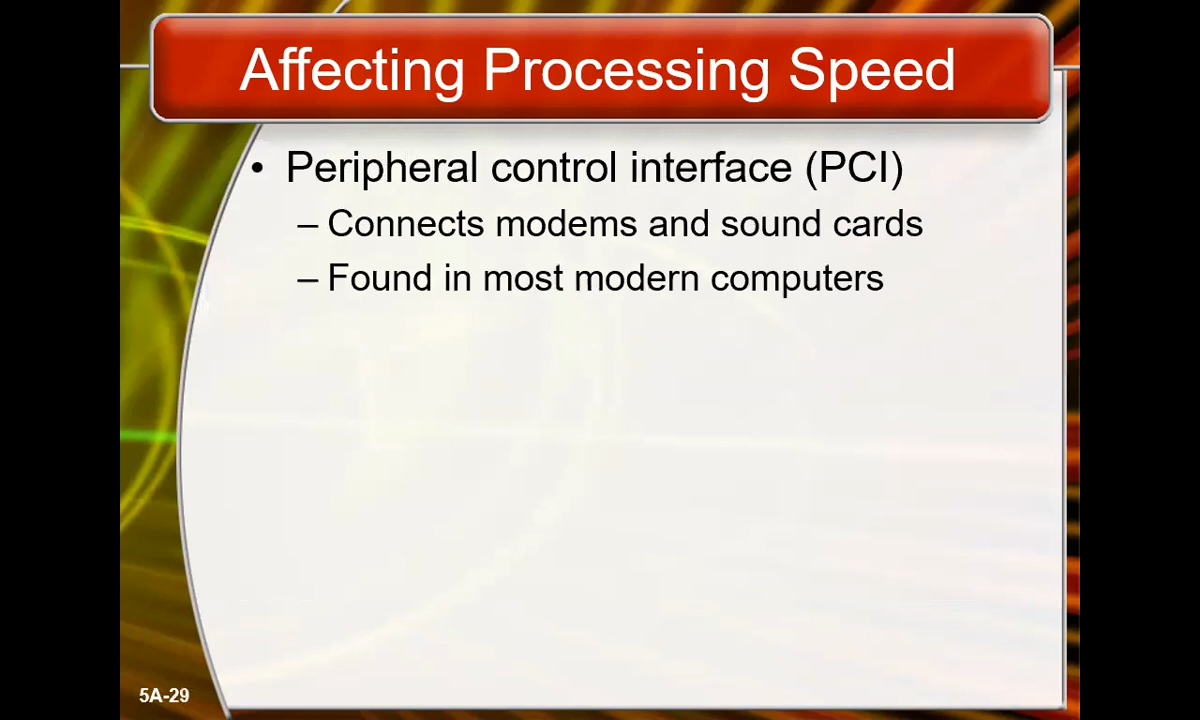 Affecting Processing Speed
• Peripheral control interface (PCI)
– Connects modems and sound cards
– Found in most modern computers
5A-29